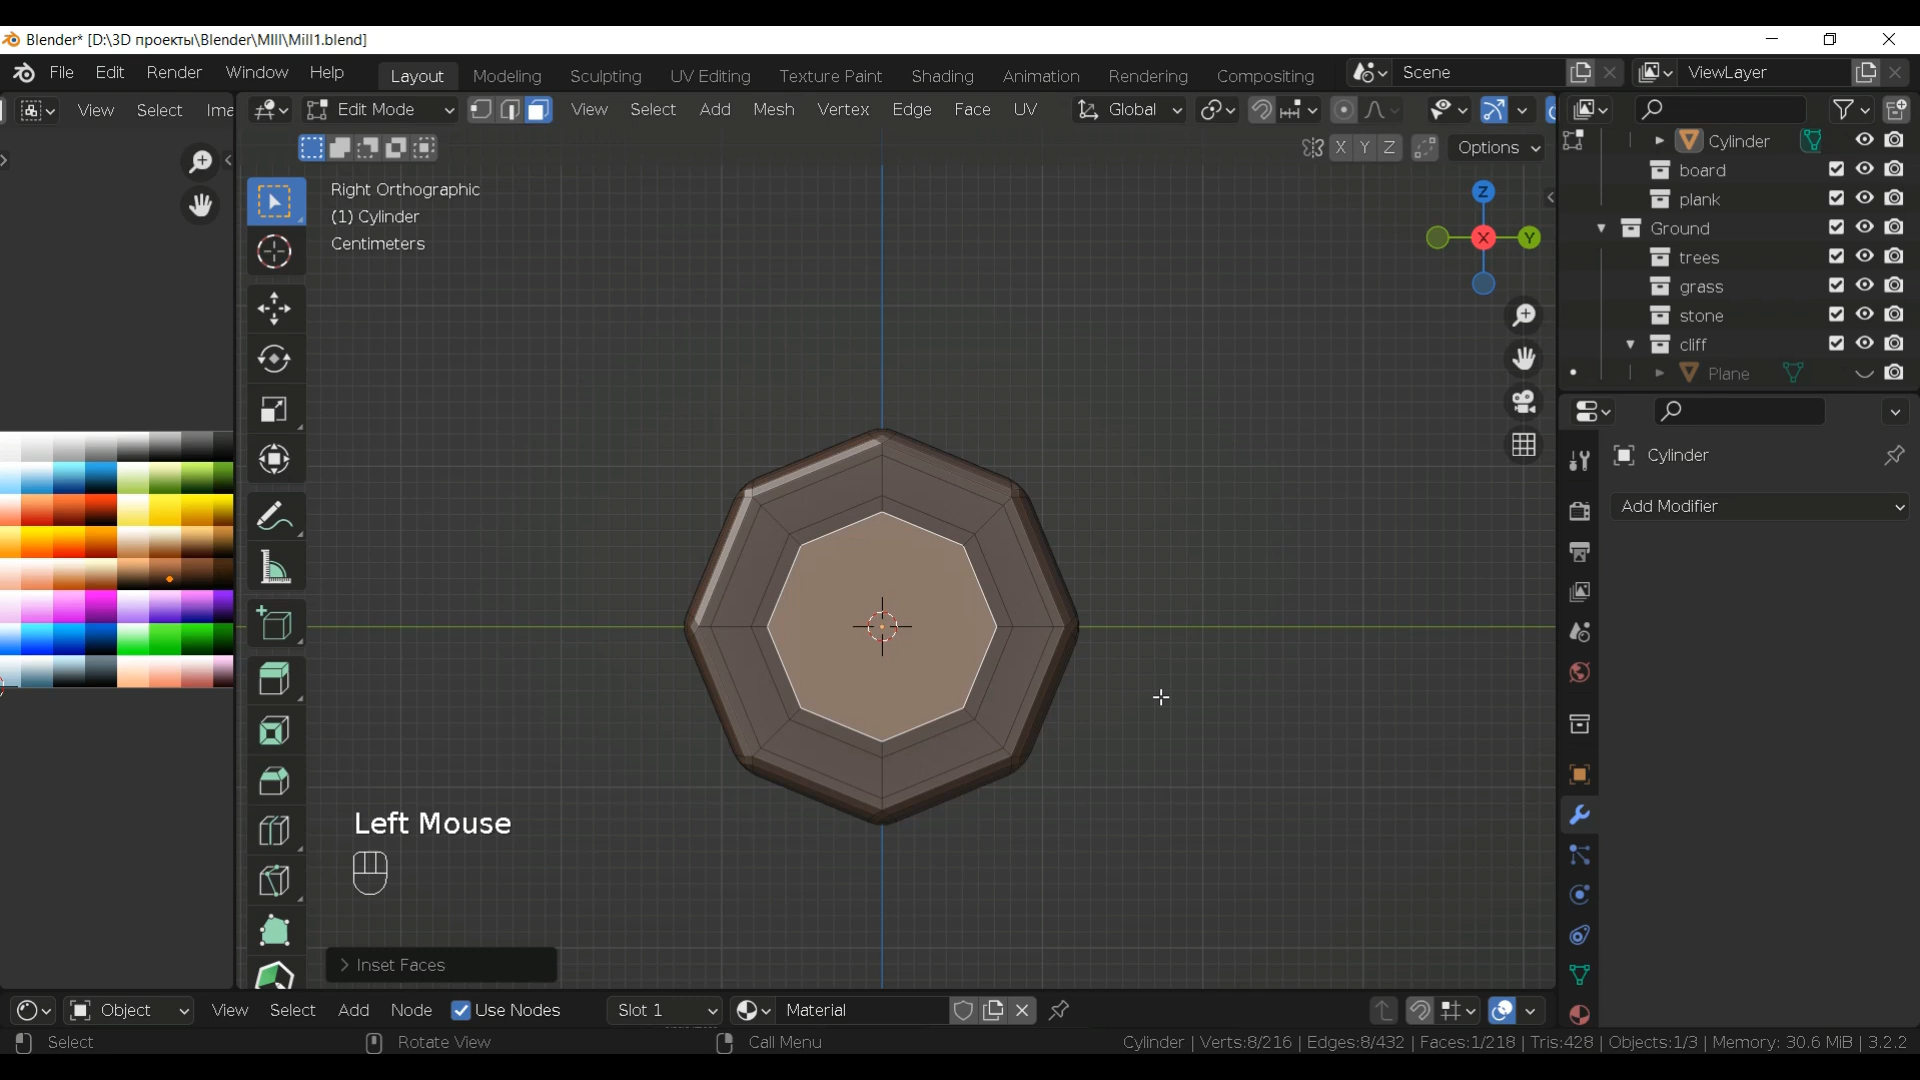 Blender* [D:\3D проекты\Blender\MIll\Mill1.blend]
File Edit Render Window Help Layout Modeling Sculpting UV Editing Texture Paint Shading Animation Rendering Compositing Scene ViewLayer
View Select Ima Edit Mode View Select Add Mesh Vertex Edge Face UV Global
X Y Z Options
Cylinder
board
plank
Ground
trees
grass
stone
cliff
Plane
Right Orthographic
(1) Cylinder
Centimeters
Z
X
Y
Cylinder
Add Modifier
Left Mouse
Inset Faces
Object View Select Add Node Use Nodes Slot 1 Material
Select Rotate View Call Menu Cylinder | Verts:8/216 | Edges:8/432 | Faces:1/218 | Tris:428 | Objects:1/3 | Memory: 30.6 MiB | 3.2.2